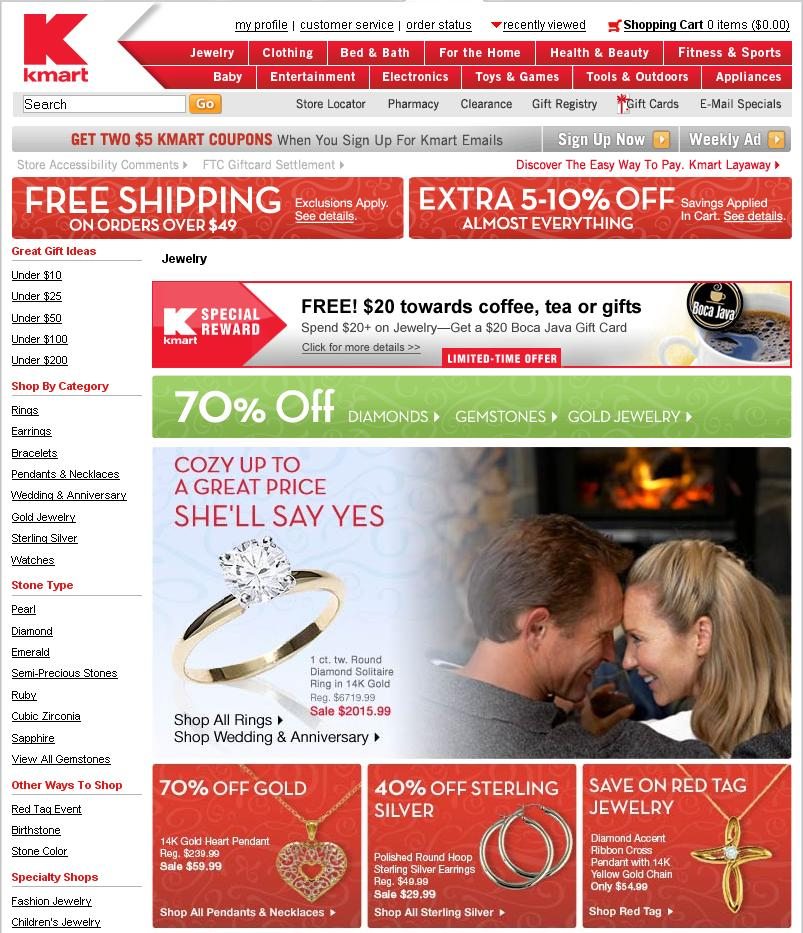 kmart
my profile | customer service | order status
recently viewed
Shopping Cart 0 items ($0.00)
Jewelry Clothing Bed & Bath For the Home Health & Beauty Fitness & Sports
Baby Entertainment Electronics Toys & Games Tools & Outdoors Appliances
Search Go
Store Locator Pharmacy Clearance Gift Registry Gift Cards E-Mail Specials
GET TWO $5 KMART COUPONS When You Sign Up For Kmart Emails
Sign Up Now Weekly Ad
Store Accessibility Comments FTC Giftcard Settlement
Discover The Easy Way To Pay. Kmart Layaway
FREE SHIPPING
ON ORDERS OVER $49
Exclusions Apply.
See details.
EXTRA 5-10% OFF
ALMOST EVERYTHING
Savings Applied
In Cart. See details.
Great Gift Ideas
Under $10
Under $25
Under $50
Under $100
Under $200
Shop By Category
Rings
Earrings
Bracelets
Pendants & Necklaces
Wedding & Anniversary
Gold Jewelry
Sterling Silver
Watches
Stone Type
Pearl
Diamond
Emerald
Semi-Precious Stones
Ruby
Cubic Zirconia
Sapphire
View All Gemstones
Other Ways To Shop
Red Tag Event
Birthstone
Stone Color
Specialty Shops
Fashion Jewelry
Children's Jewelry
Jewelry
kmart
SPECIAL
REWARD
FREE! $20 towards coffee, tea or gifts
Spend $20+ on Jewelry—Get a $20 Boca Java Gift Card
Click for more details >>
LIMITED-TIME OFFER
Boca Java
70% Off DIAMONDS GEMSTONES GOLD JEWELRY
COZY UP TO
A GREAT PRICE
SHE'LL SAY YES
1 ct. tw. Round
Diamond Solitaire
Ring in 14K Gold
Reg. $6719.99
Sale $2015.99
Shop All Rings
Shop Wedding & Anniversary
70% OFF GOLD
14K Gold Heart Pendant
Reg. $239.99
Sale $59.99
Shop All Pendants & Necklaces
40% OFF STERLING
SILVER
Polished Round Hoop
Sterling Silver Earrings
Reg. $49.99
Sale $29.99
Shop All Sterling Silver
SAVE ON RED TAG
JEWELRY
Diamond Accent
Ribbon Cross
Pendant with 14K
Yellow Gold Chain
Only $54.99
Shop Red Tag